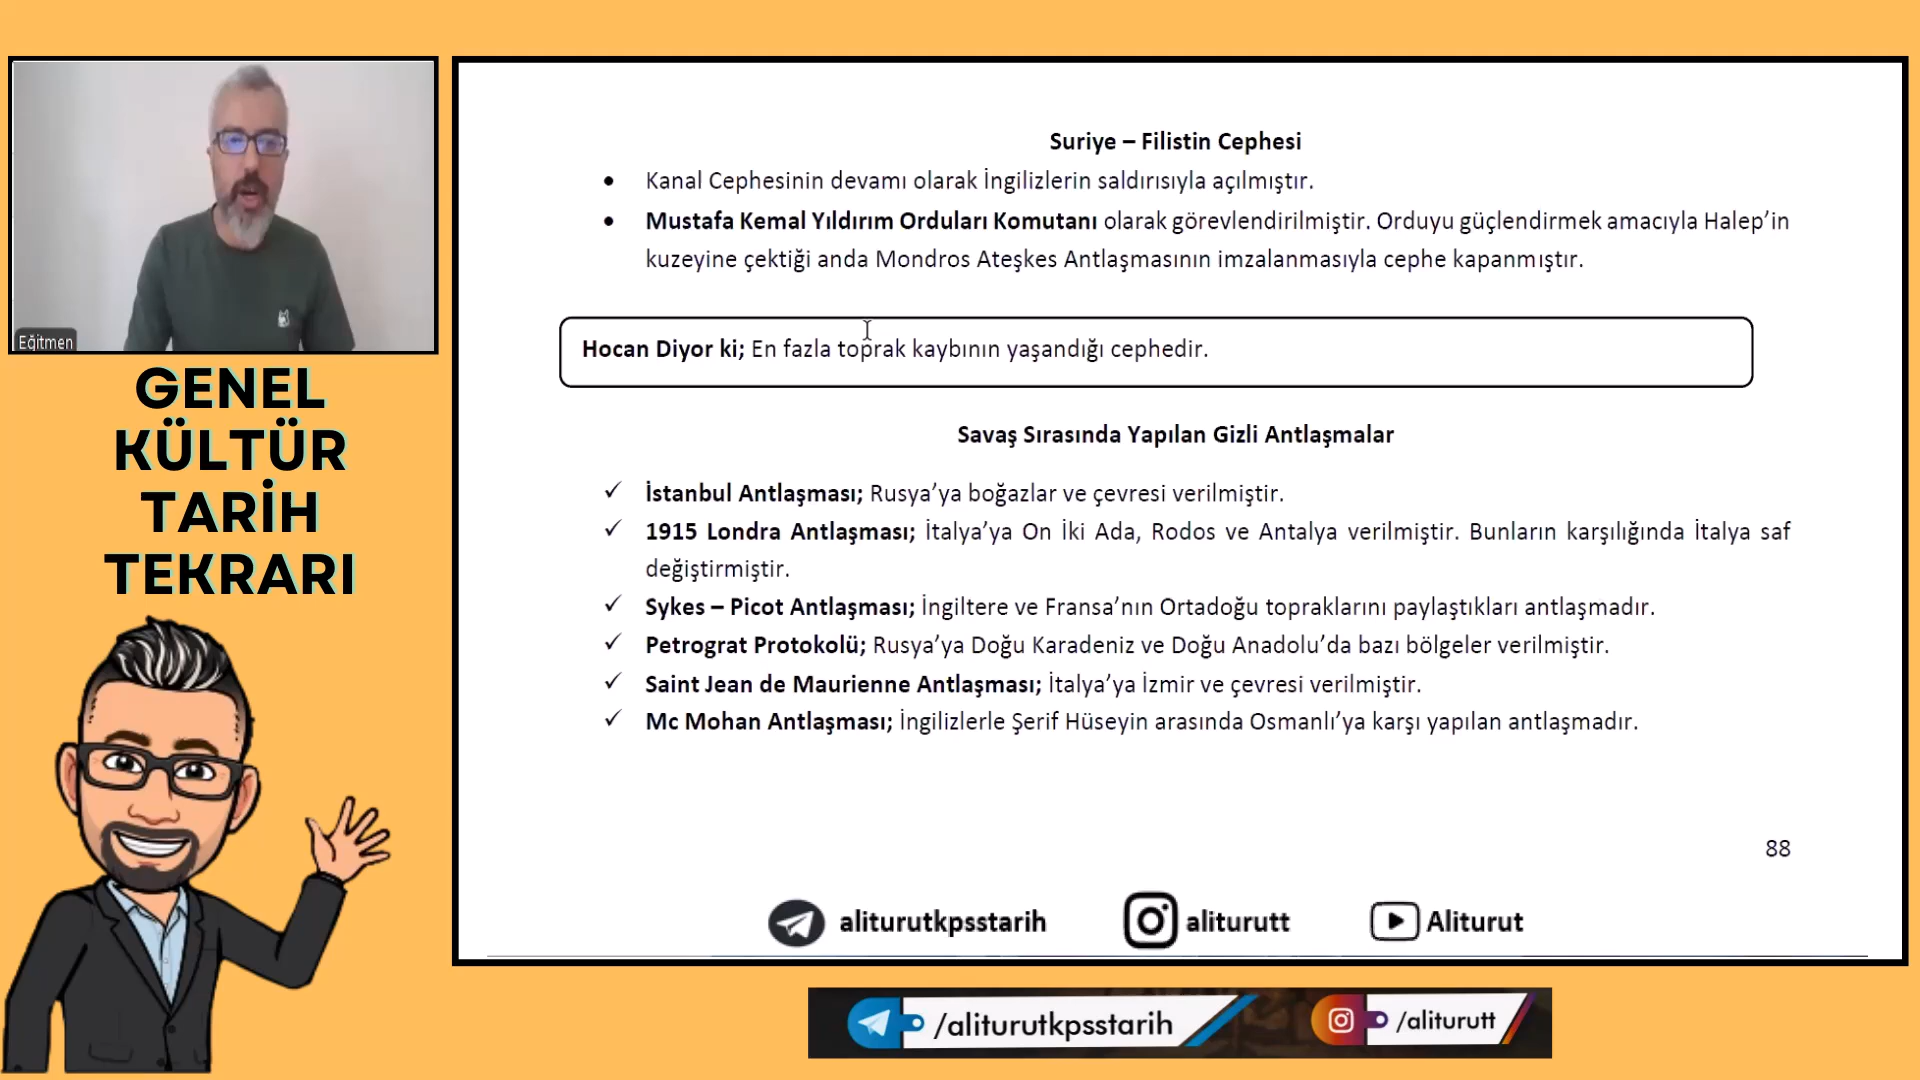 Eğitmen
GENEL
KÜLTÜR
TARİH
TEKRARI
Suriye – Filistin Cephesi
• Kanal Cephesinin devamı olarak İngilizlerin saldırısıyla açılmıştır.
• Mustafa Kemal Yıldırım Orduları Komutanı olarak görevlendirilmiştir. Orduyu güçlendirmek amacıyla Halep’in
kuzeyine çektiği anda Mondros Ateşkes Antlaşmasının imzalanmasıyla cephe kapanmıştır.
Hocan Diyor ki; En fazla toprak kaybının yaşandığı cephedir.
Savaş Sırasında Yapılan Gizli Antlaşmalar
✓ İstanbul Antlaşması; Rusya’ya boğazlar ve çevresi verilmiştir.
✓ 1915 Londra Antlaşması; İtalya’ya On İki Ada, Rodos ve Antalya verilmiştir. Bunların karşılığında İtalya saf
değiştirmiştir.
✓ Sykes – Picot Antlaşması; İngiltere ve Fransa’nın Ortadoğu topraklarını paylaştıkları antlaşmadır.
✓ Petrograt Protokolü; Rusya’ya Doğu Karadeniz ve Doğu Anadolu’da bazı bölgeler verilmiştir.
✓ Saint Jean de Maurienne Antlaşması; İtalya’ya İzmir ve çevresi verilmiştir.
✓ Mc Mohan Antlaşması; İngilizlerle Şerif Hüseyin arasında Osmanlı’ya karşı yapılan antlaşmadır.
88
aliturutkpsstarih aliturutt Aliturut
/aliturutkpsstarih /aliturutt